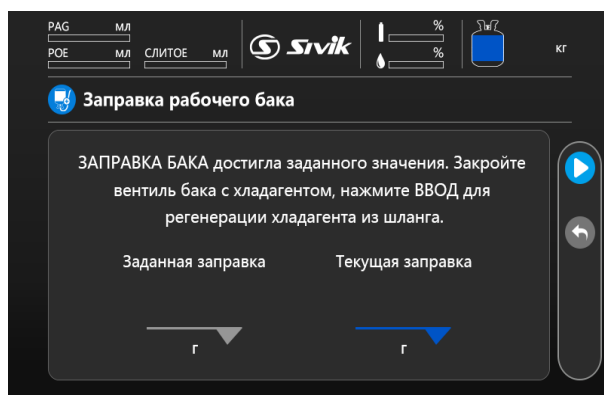 PAG мл
POE мл СЛИТОЕ мл
Sivik
%
%
кг
Заправка рабочего бака
ЗАПРАВКА БАКА достигла заданного значения. Закройте
вентиль бака с хладагентом, нажмите ВВОД для
регенерации хладагента из шланга.
Заданная заправка Текущая заправка
г г